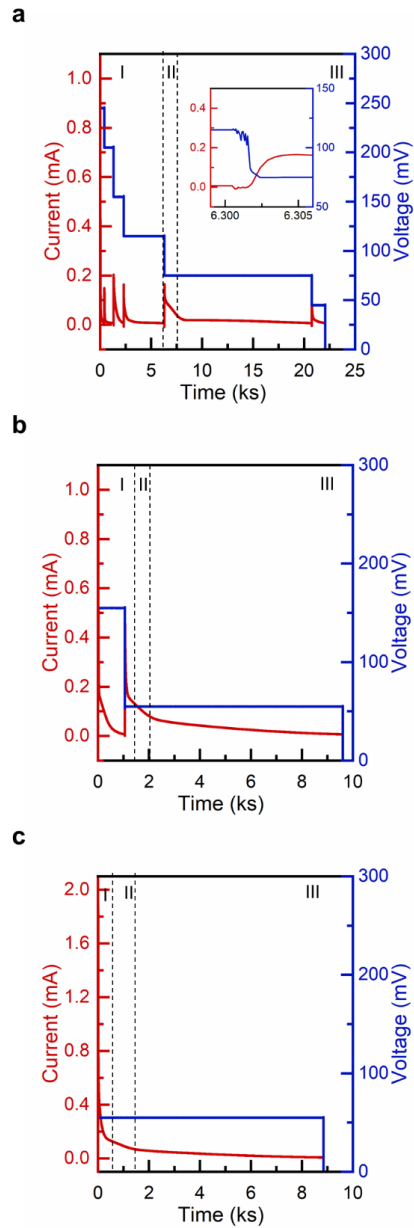 a
I II III
1.0
0.8
0.6
0.4
0.2
0.0
Current (mA)
300
250
200
150
100
50
0
Voltage (mV)
0.4
0.2
0.0
150
100
50
6.300 6.305
0 5 10 15 20 25
Time (ks)
b
I II III
1.0
0.8
0.6
0.4
0.2
0.0
Current (mA)
300
200
100
0
Voltage (mV)
0 2 4 6 8 10
Time (ks)
c
I II III
2.0
1.6
1.2
0.8
0.4
0.0
Current (mA)
300
200
100
0
Voltage (mV)
0 2 4 6 8 10
Time (ks)